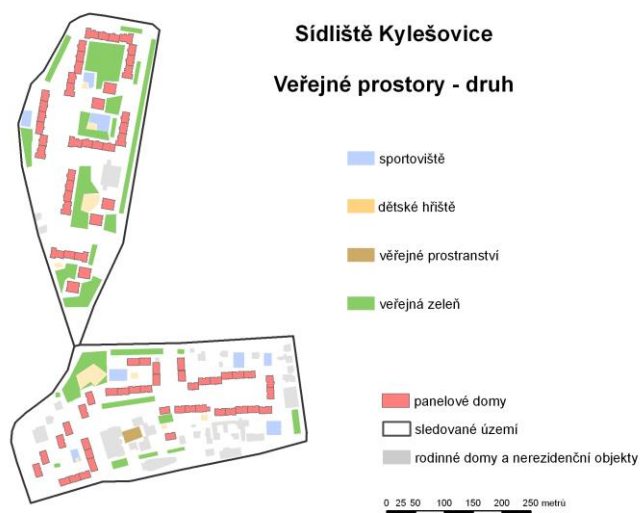 Sídliště Kylešovice
Veřejné prostory - druh
sportoviště
dětské hřiště
věřejné prostranství
veřejná zeleň
panelové domy
sledované území
rodinné domy a nerezidenční objekty
0 25 50 100 150 200 250 metrů